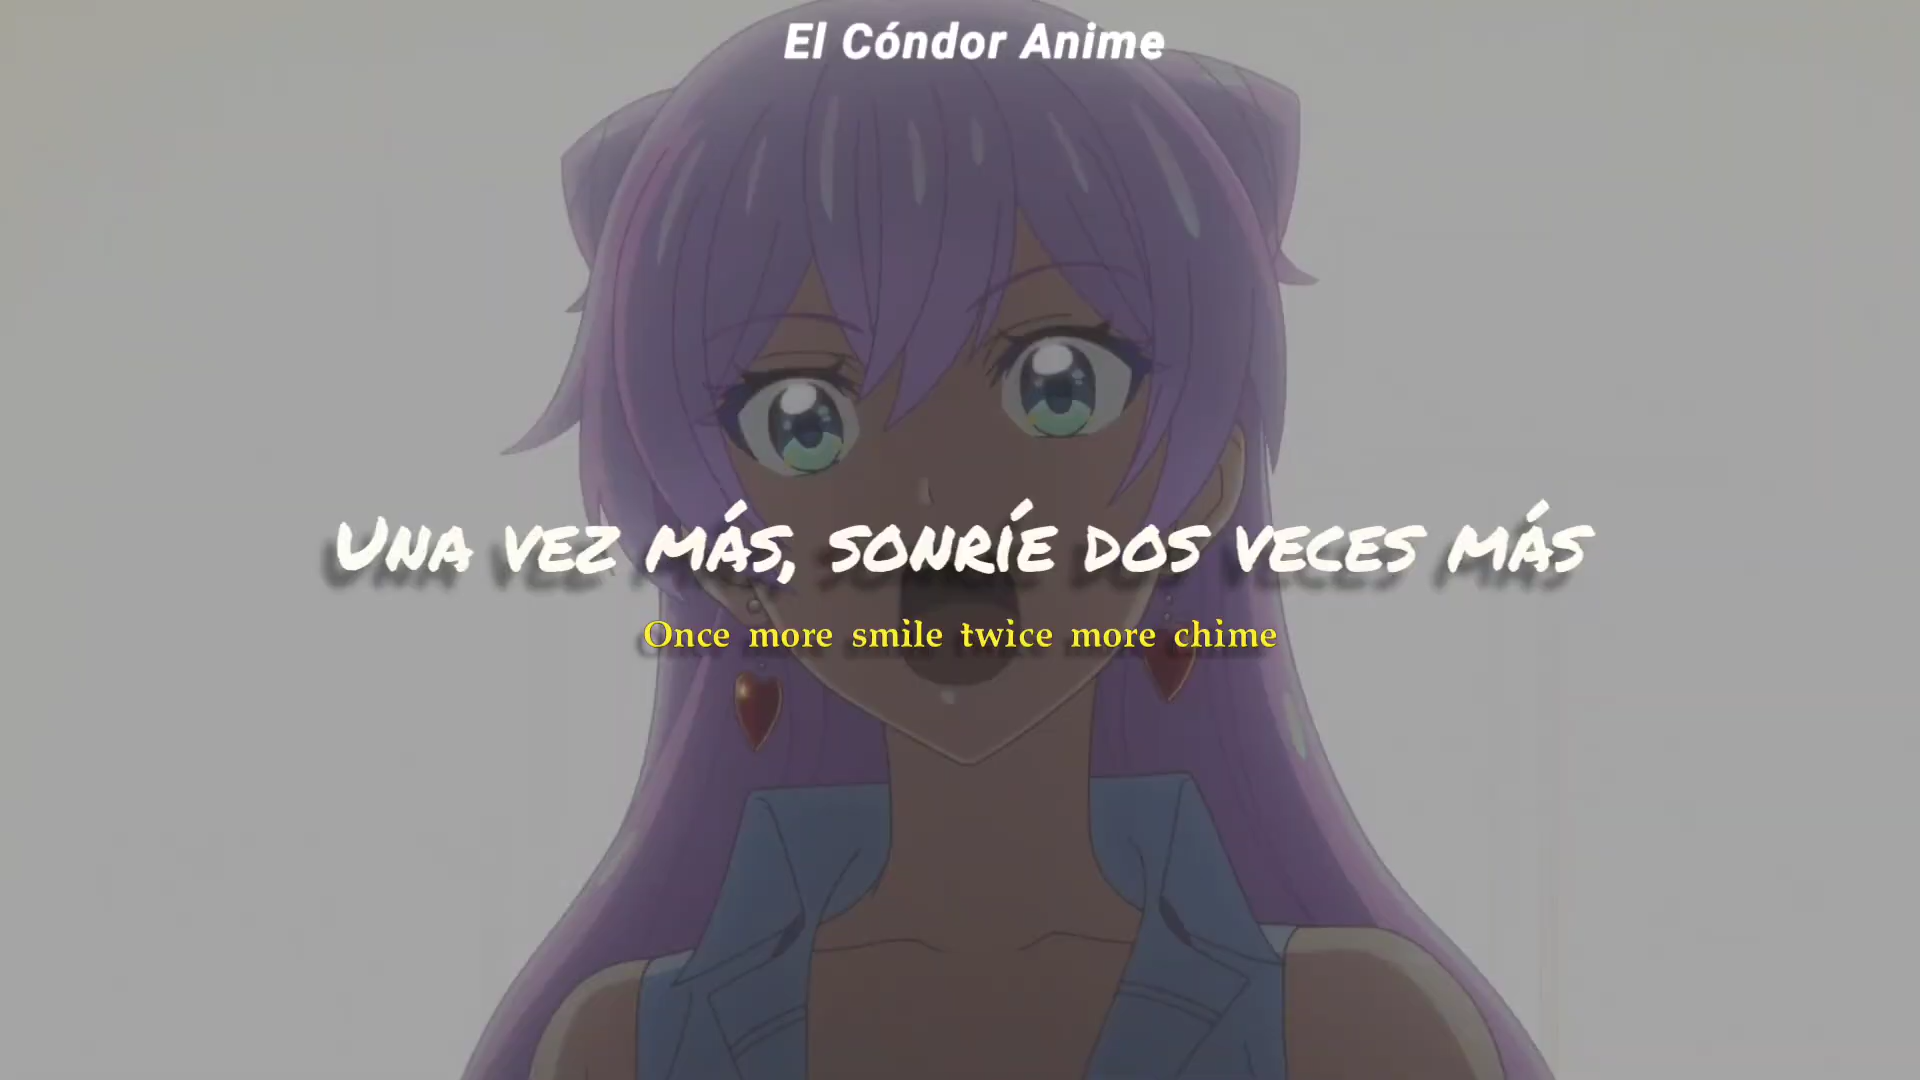 El Cóndor Anime
Una vez más, sonríe dos veces más
Once more smile twice more chime